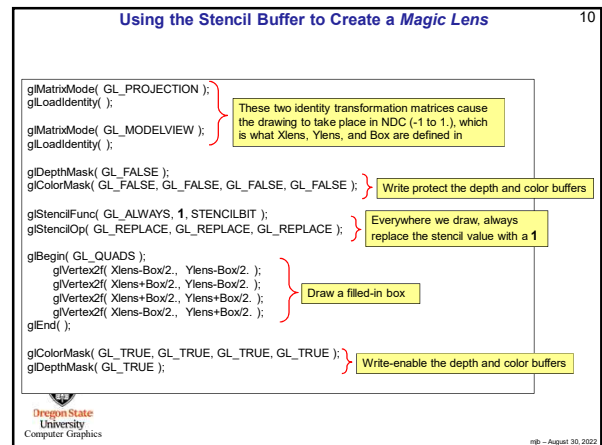 Using the Stencil Buffer to Create a Magic Lens
10
glMatrixMode( GL_PROJECTION );
glLoadIdentity( );
These two identity transformation matrices cause
the drawing to take place in NDC (-1 to 1.), which
is what Xlens, Ylens, and Box are defined in
glMatrixMode( GL_MODELVIEW );
glLoadIdentity( );
glDepthMask( GL_FALSE );
glColorMask( GL_FALSE, GL_FALSE, GL_FALSE, GL_FALSE );
Write protect the depth and color buffers
glStencilFunc( GL_ALWAYS, 1, STENCILBIT );
glStencilOp( GL_REPLACE, GL_REPLACE, GL_REPLACE );
Everywhere we draw, always
replace the stencil value with a 1
glBegin( GL_QUADS );
glVertex2f( Xlens-Box/2., Ylens-Box/2. );
glVertex2f( Xlens+Box/2., Ylens-Box/2. );
glVertex2f( Xlens+Box/2., Ylens+Box/2. );
glVertex2f( Xlens-Box/2., Ylens+Box/2. );
glEnd( );
Draw a filled-in box
glColorMask( GL_TRUE, GL_TRUE, GL_TRUE, GL_TRUE );
glDepthMask( GL_TRUE );
Write-enable the depth and color buffers
Oregon State
University
Computer Graphics
mjb – August 30, 2022